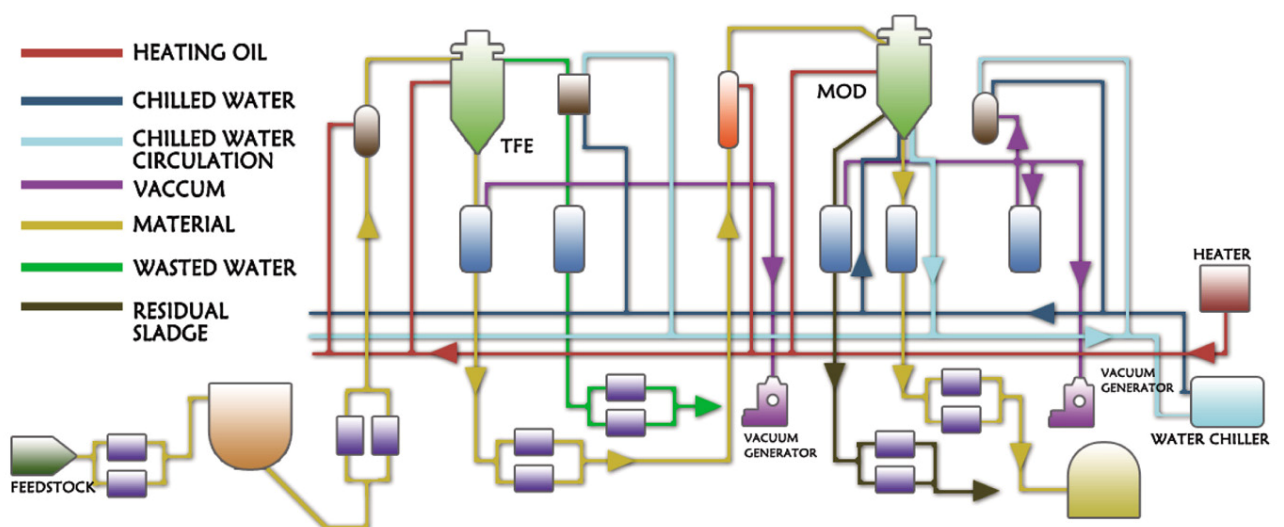 HEATING OIL
CHILLED WATER
CHILLED WATER
CIRCULATION
VACCUM
MATERIAL
WASTED WATER
RESIDUAL
SLADGE
TFE
MOD
HEATER
VACUUM
GENERATOR
WATER CHILLER
VACUUM
GENERATOR
FEEDSTOCK